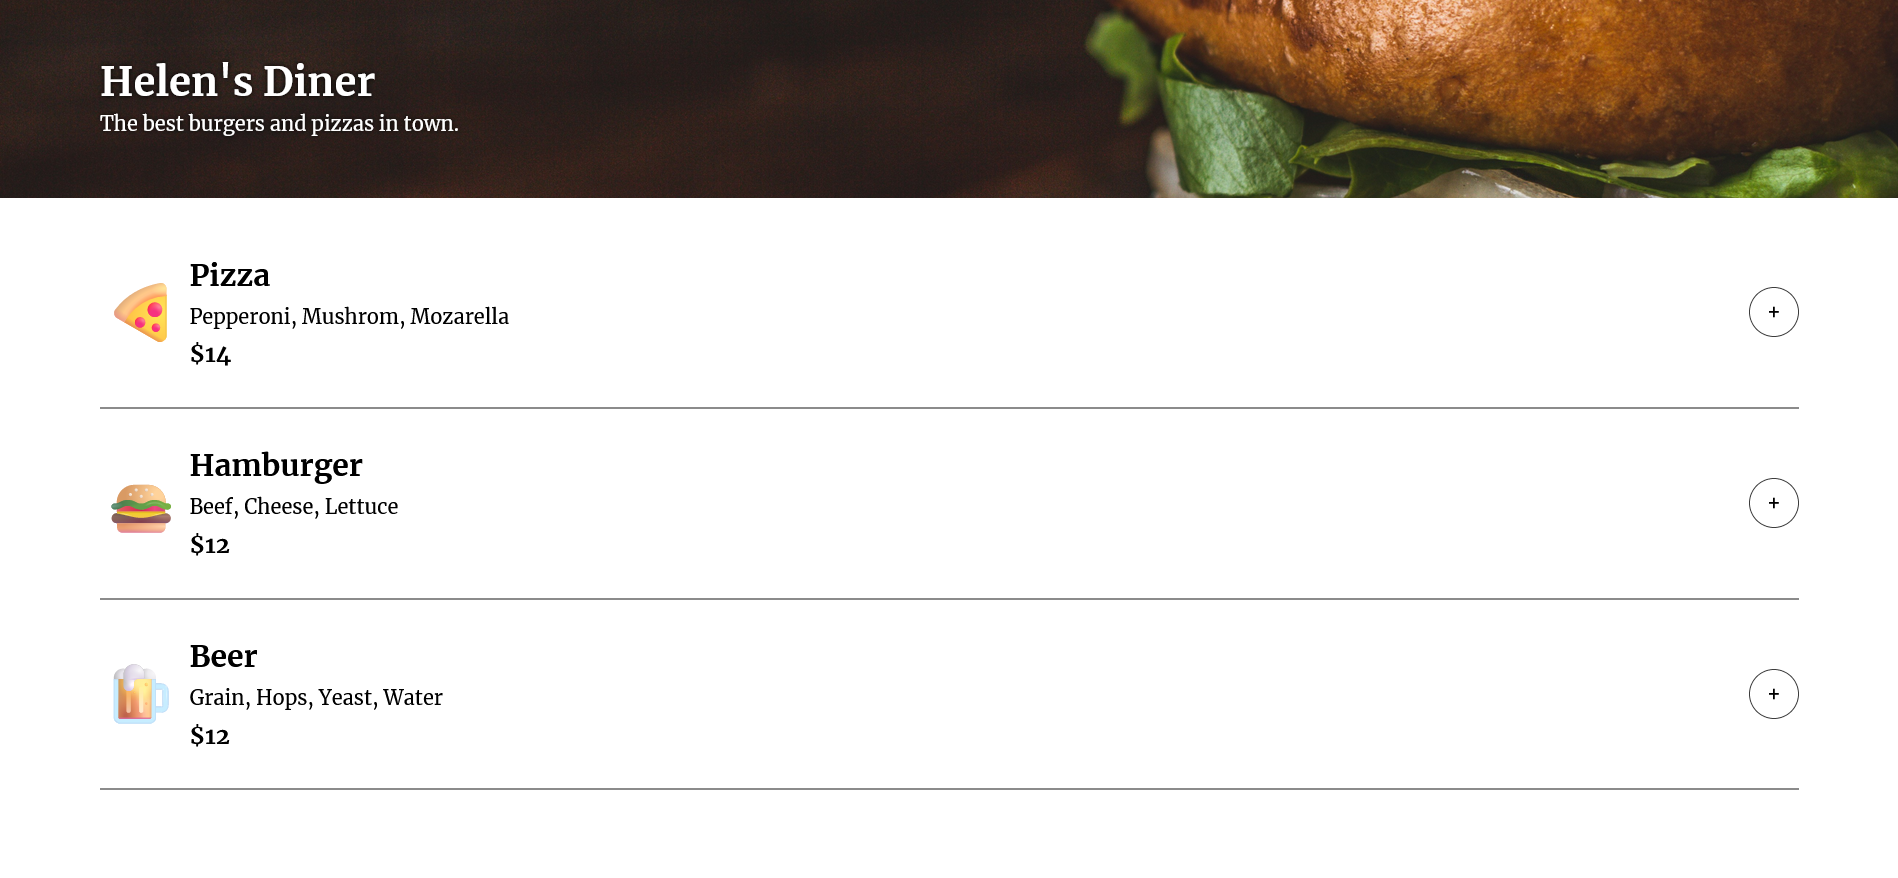 Helen's Diner
The best burgers and pizzas in town.
Pizza
Pepperoni, Mushrom, Mozarella
$14
+
Hamburger
Beef, Cheese, Lettuce
$12
+
Beer
Grain, Hops, Yeast, Water
$12
+